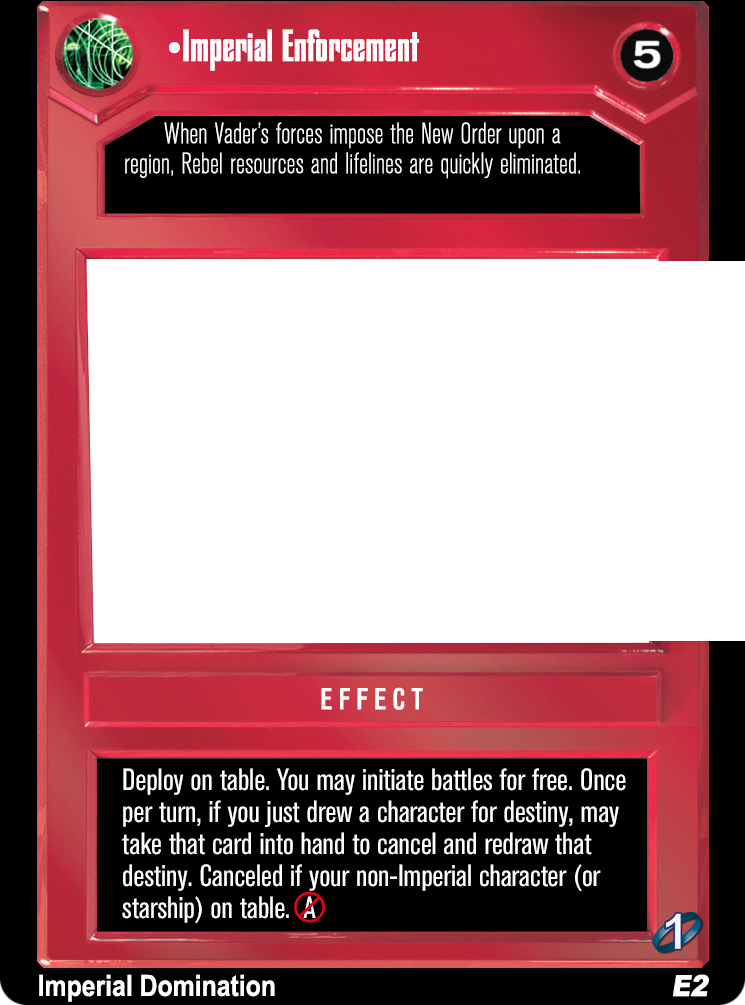 •Imperial Enforcement
5
When Vader's forces impose the New Order upon a
region, Rebel resources and lifelines are quickly eliminated.
EFFECT
Deploy on table. You may initiate battles for free. Once
per turn, if you just drew a character for destiny, may
take that card into hand to cancel and redraw that
destiny. Canceled if your non-Imperial character (or
starship) on table. A
1
Imperial Domination
E2